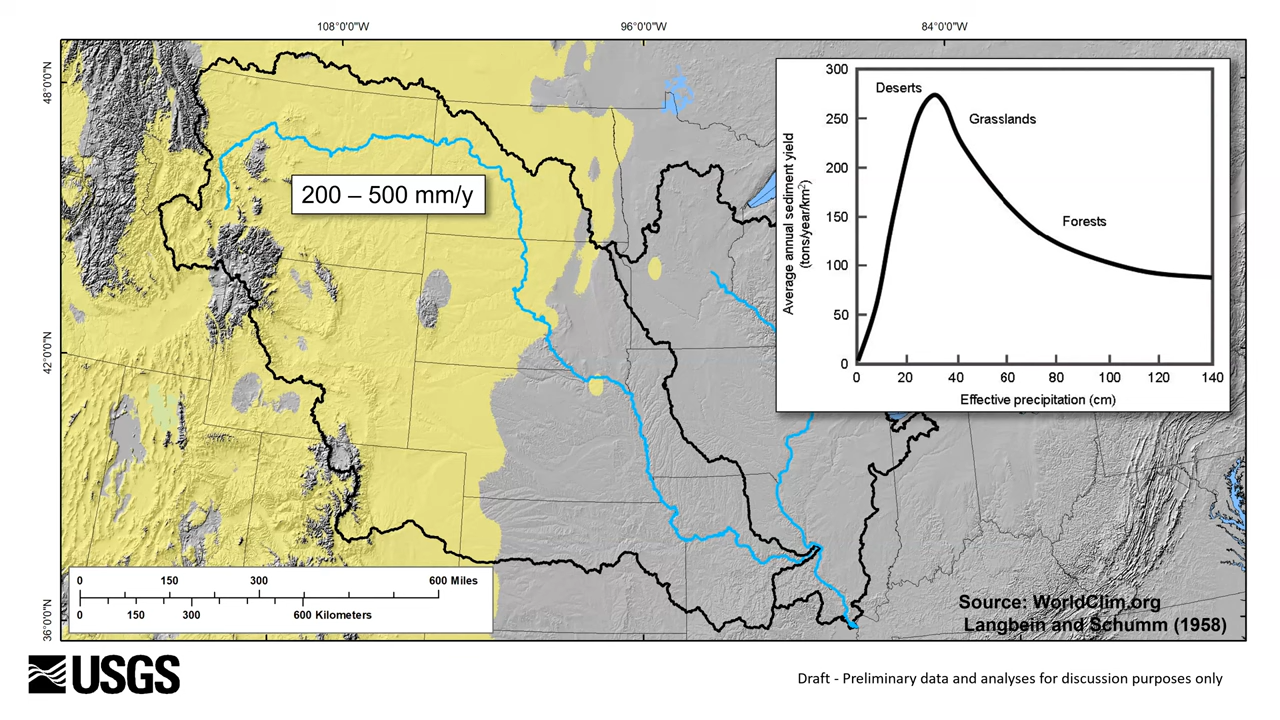 108°0'0"W
96°0'0"W
84°0'0"W
48°0'0"N
42°0'0"N
36°0'0"N
200 – 500 mm/y
Average annual sediment yield
(tons/year/km²)
300
250
200
150
100
50
0
Deserts
Grasslands
Forests
0 20 40 60 80 100 120 140
Effective precipitation (cm)
0 150 300 600 Miles
0 150 300 600 Kilometers
Source: WorldClim.org
Langbein and Schumm (1958)
USGS
Draft - Preliminary data and analyses for discussion purposes only